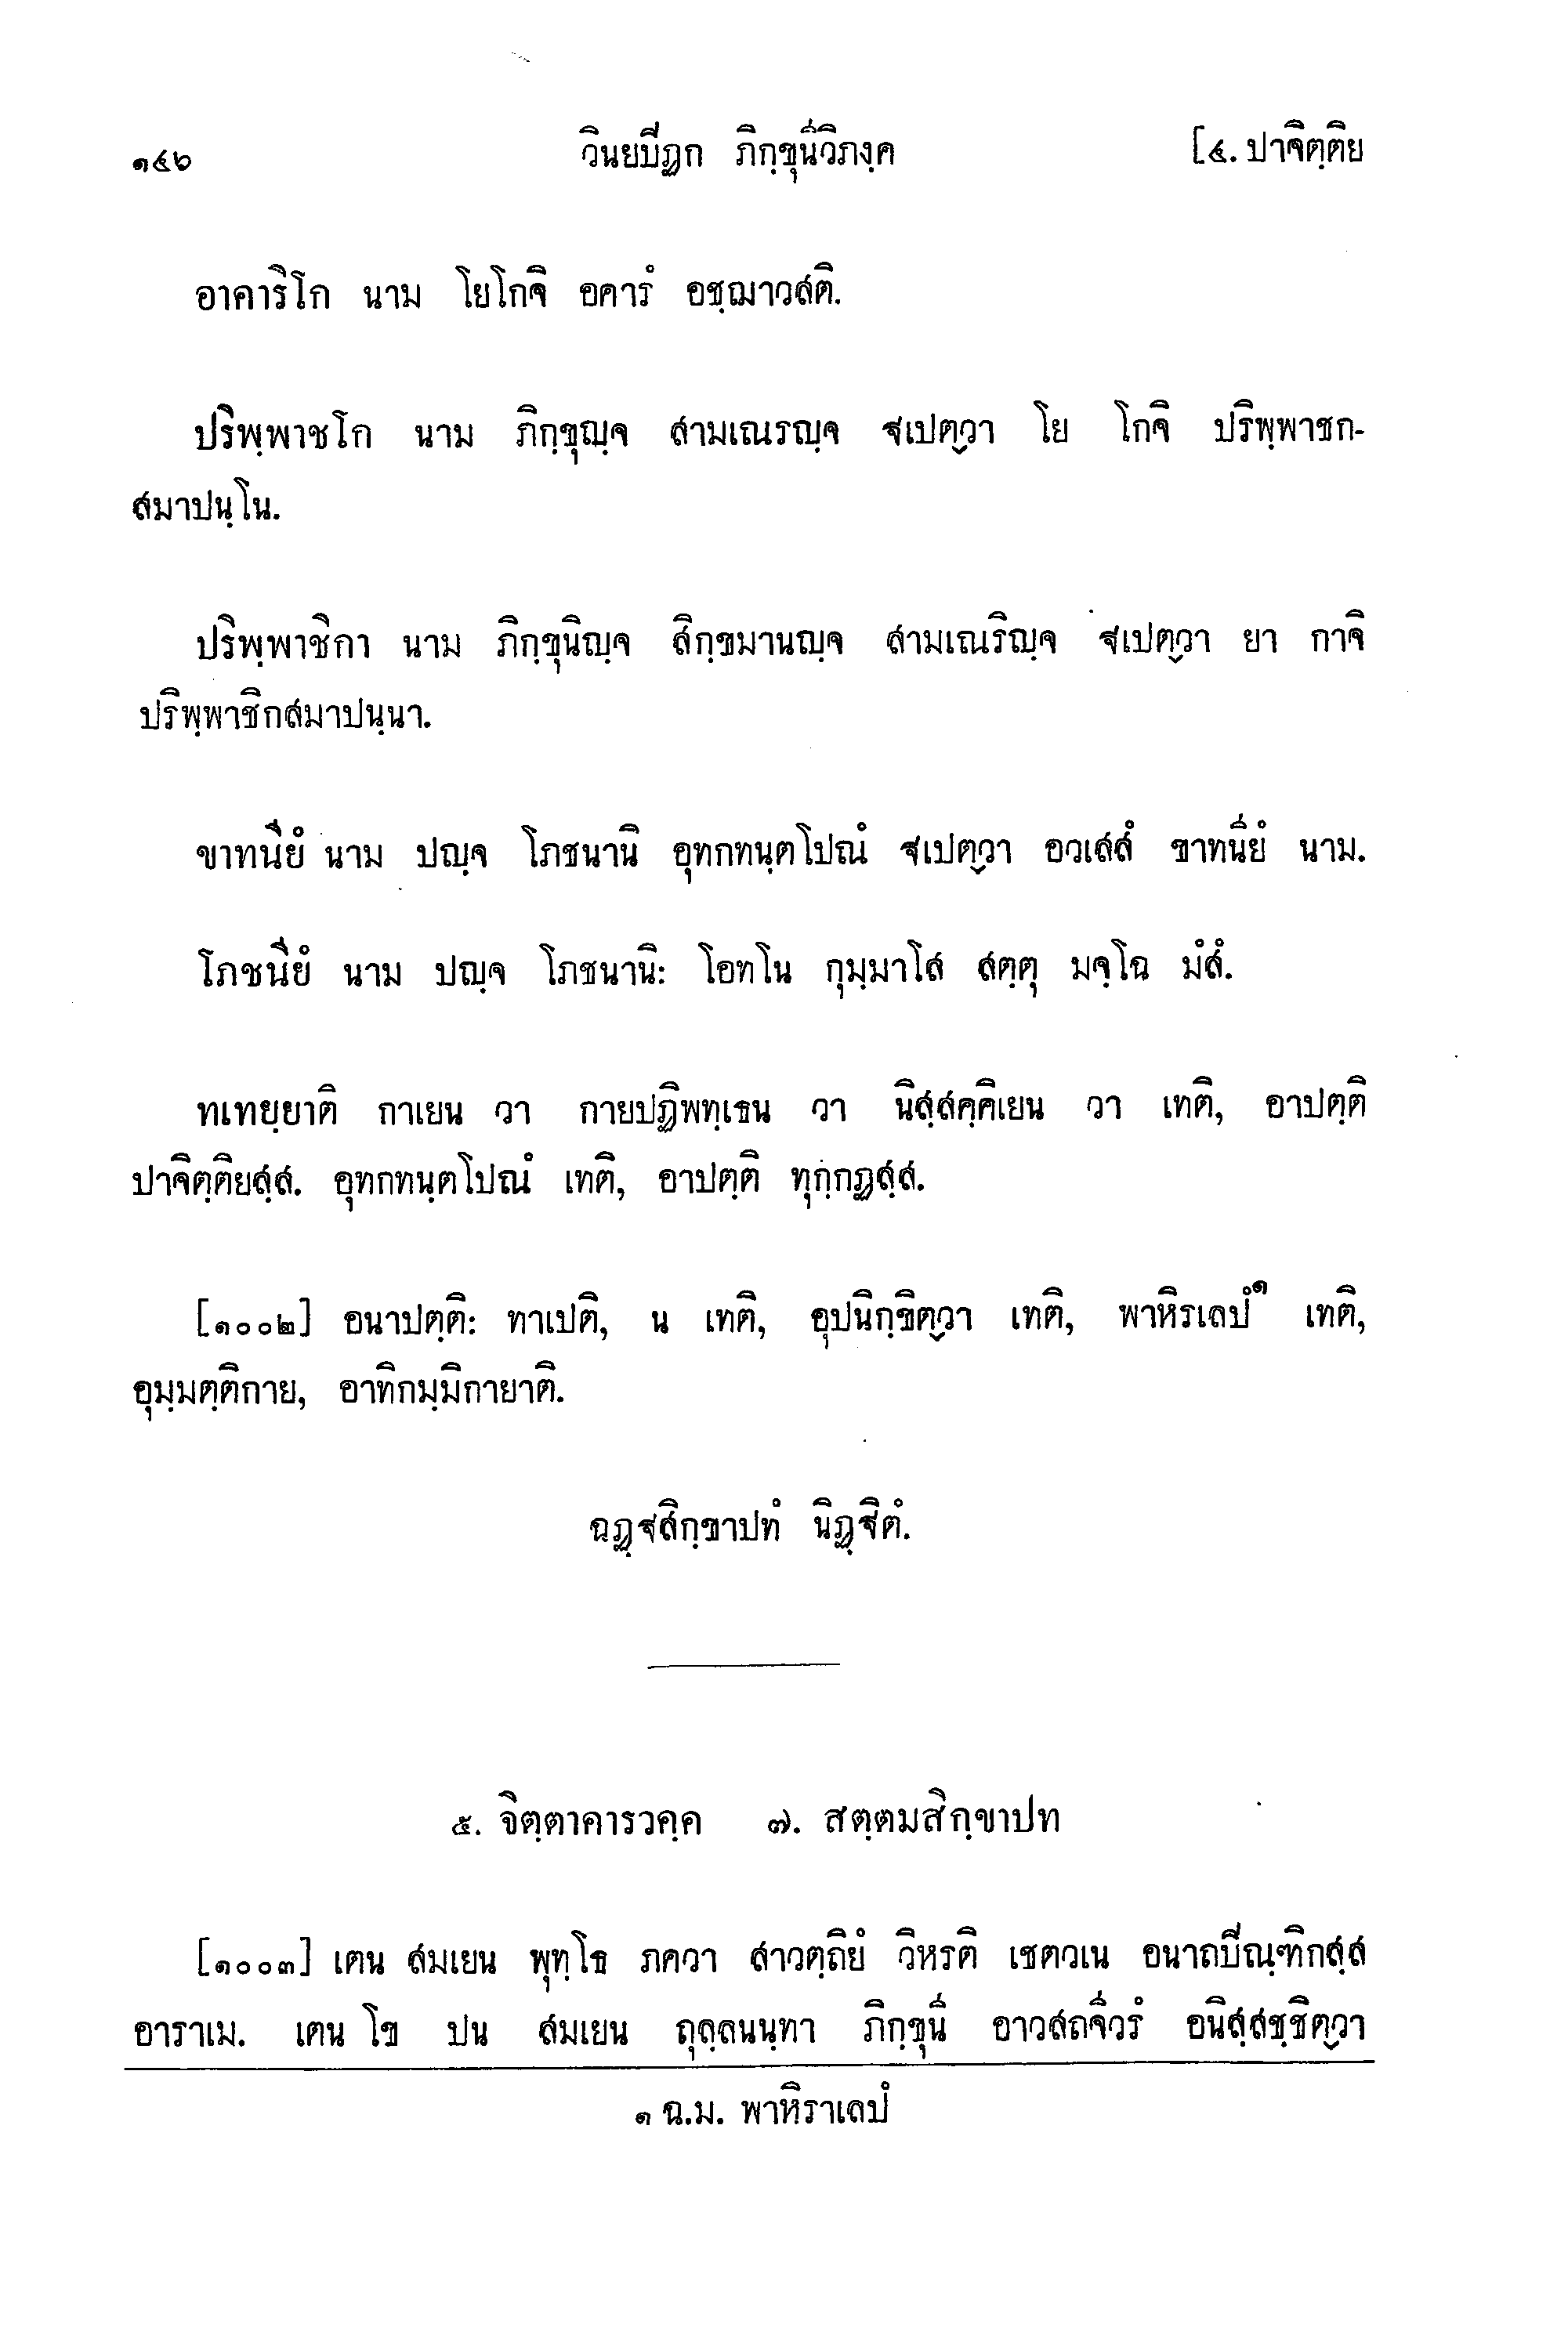 ๑๔๖ วินยปีฏก ภิกฺขุนีวิภงฺค [๔. ปาจิตฺติย
อาคาริโก นาม โยโกจิ อคารํ อชฺฌาวสติ.
ปริพฺพาชโก นาม ภิกฺขุญฺจ สามเณรญฺจ ฐเปตฺวา โย โกจิ ปริพฺพาชก-
สมาปนฺโน.
ปริพฺพาชิกา นาม ภิกฺขุนิญฺจ สิกฺขมานญฺจ สามเณริญฺจ ฐเปตฺวา ยา กาจิ
ปริพฺพาชิกสมาปนฺนา.
ขาทนียํ นาม ปญฺจ โภชนานิ อุทกทนฺตโปณํ ฐเปตฺวา อวเสสํ ขาทนียํ นาม.
โภชนียํ นาม ปญฺจ โภชนานิ: โอทโน กุมฺมาโส สตฺตุ มจฺโฉ มํสํ.
ทเทยฺยาติ กาเยน วา กายปฏิพทฺเธน วา นิสฺสคฺคิเยน วา เทติ, อาปตฺติ
ปาจิตฺติยสฺส. อุทกทนฺตโปณํ เทติ, อาปตฺติ ทุกฺกฏสฺส.
[๑๐๐๒] อนาปตฺติ: ทาเปติ, น เทติ, อุปนิกฺขิตฺวา เทติ, พาหิรเลปํ๑ เทติ,
อุมฺมตฺติกาย, อาทิกมฺมิกายาติ.
ฉฏฺฐสิกฺขาปทํ นิฏฺฐิตํ.
๕. จิตฺตาคารวคฺค ๗. สตฺตมสิกฺขาปท
[๑๐๐๓] เตน สมเยน พุทฺโธ ภควา สาวตฺถิยํ วิหรติ เชตวเน อนาถปีณฺฑิกสฺส
อาราเม. เตน โข ปน สมเยน ถุลฺลนนฺทา ภิกฺขุนี อาวสถจีวรํ อนิสฺสชฺชิตฺวา
๑ ฉ.ม. พาหิราเลปํ